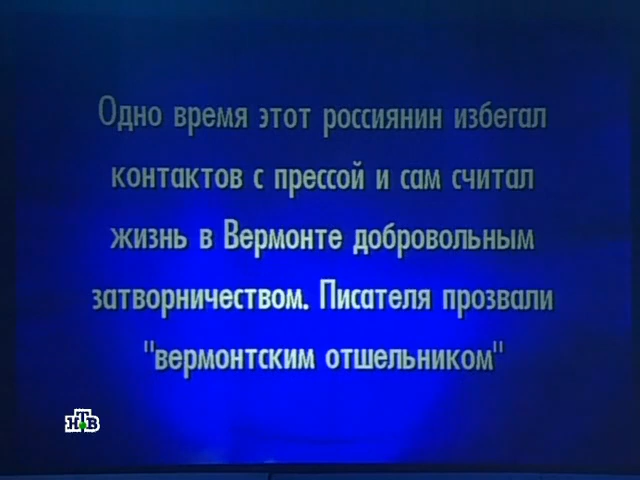 Одно время этот россиянин избегал
контактов с прессой и сам считал
жизнь в Вермонте добровольным
затворничеством. Писателя прозвали
"вермонтским отшельником"
НТВ